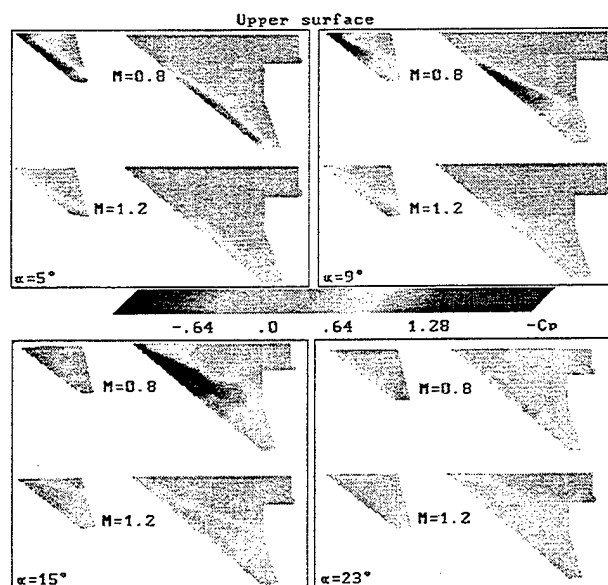 Upper surface
M=0.8
M=1.2
α=5°
M=0.8
M=1.2
α=9°
-.64 .0 .64 1.28 -Cp
M=0.8
M=1.2
α=15°
M=0.8
M=1.2
α=23°